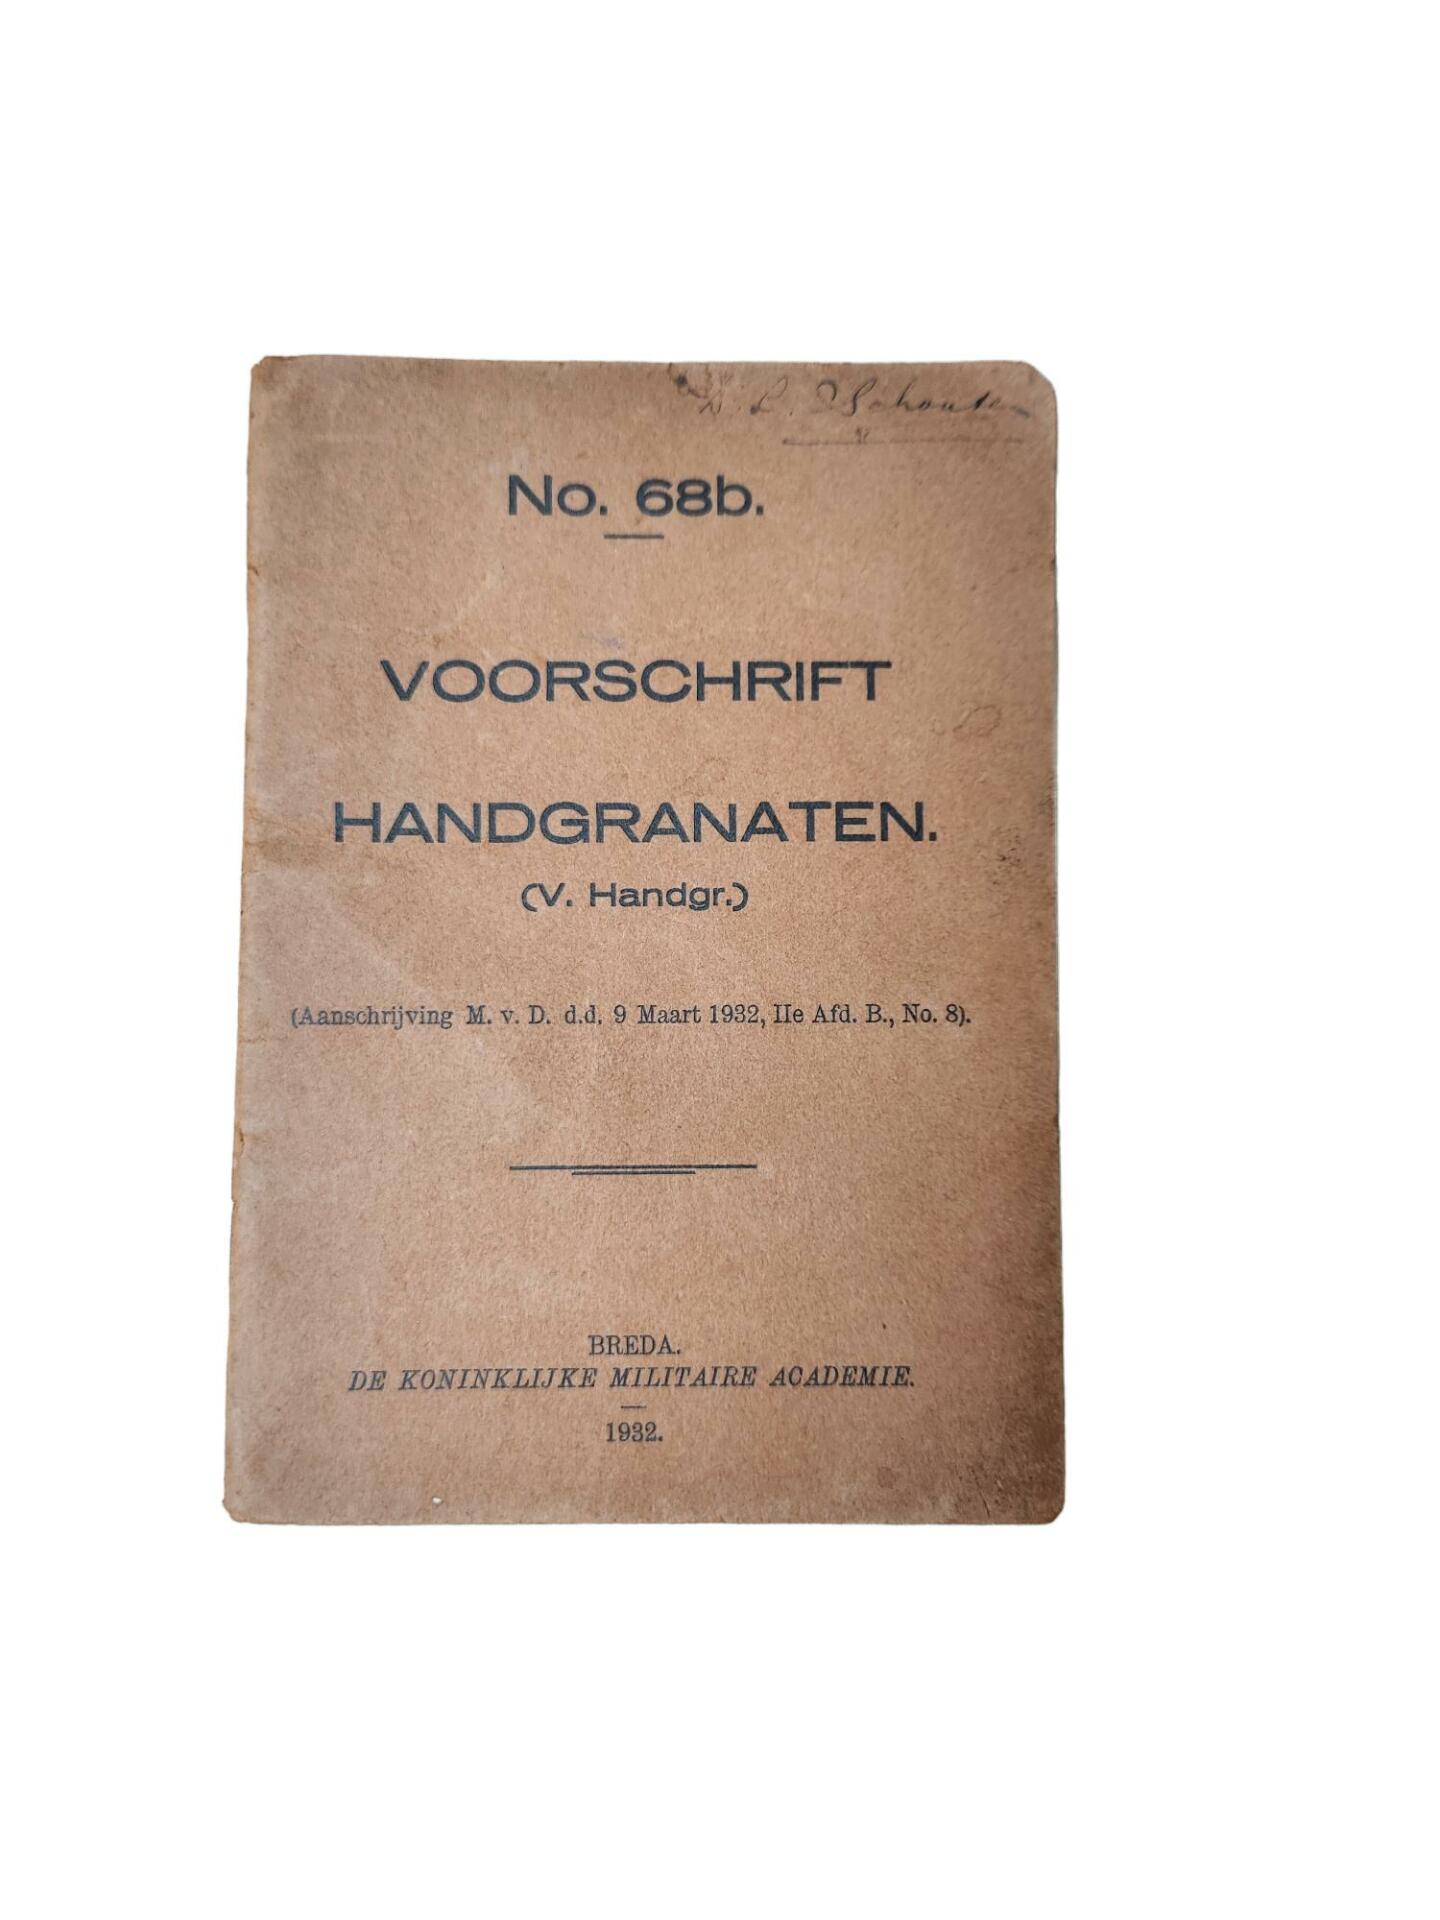 Schouten
No. 68b.
VOORSCHRIFT
HANDGRANATEN.
(V. Handgr.)
(Aanschrijving M. v. D. d.d. 9 Maart 1932, IIe Afd. B., No. 8).
BREDA.
DE KONINKLIJKE MILITAIRE ACADEMIE.
1932.